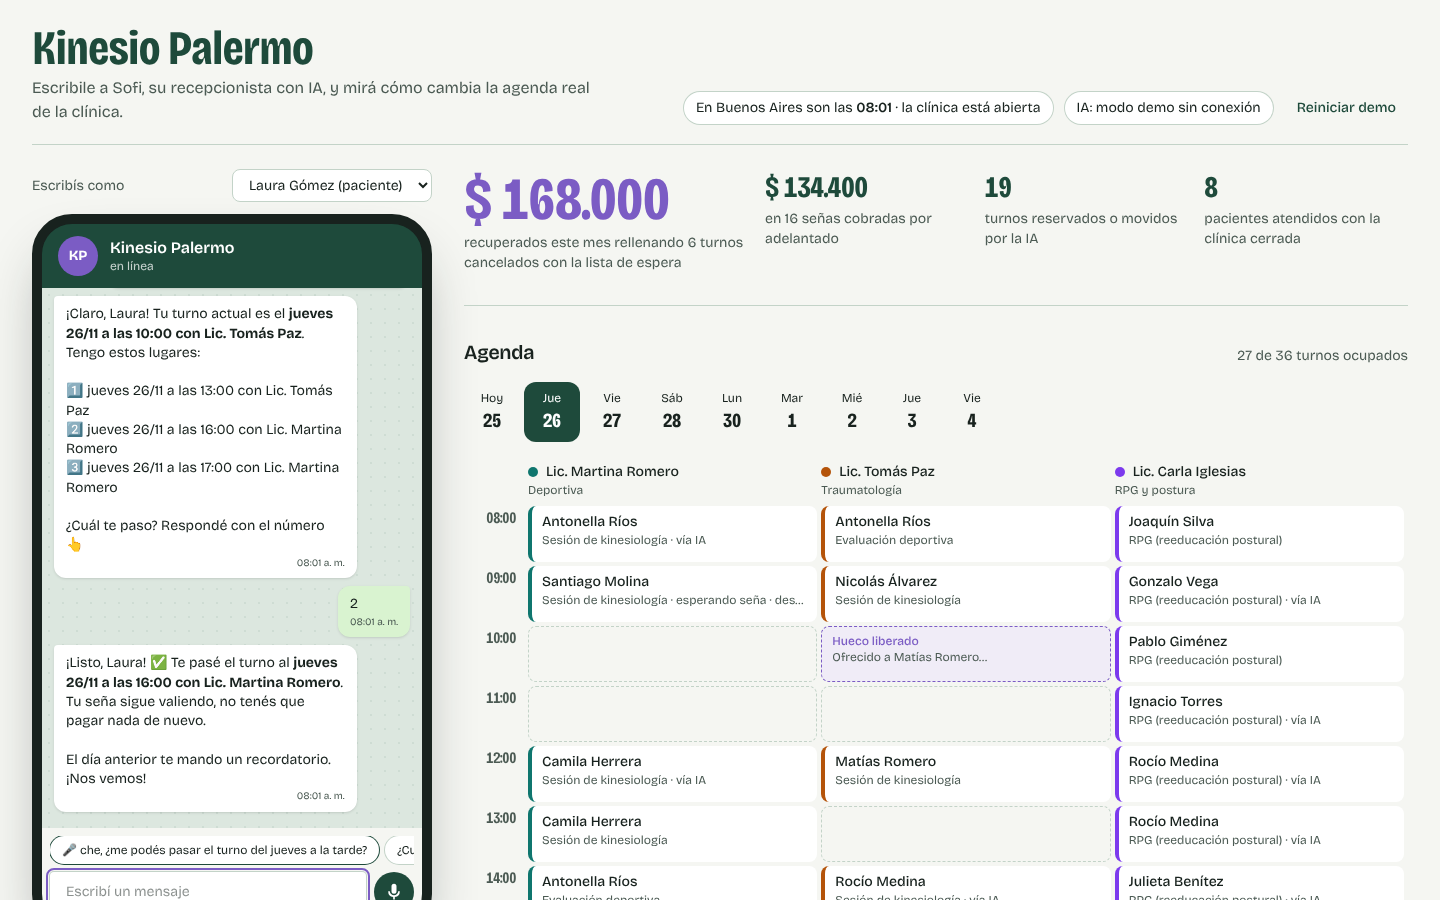 Kinesio Palermo
Escribile a Sofi, su recepcionista con IA, y mirá cómo cambia la agenda real
de la clínica.
En Buenos Aires son las 08:01 · la clínica está abierta
IA: modo demo sin conexión
Reiniciar demo
Escribís como
Laura Gómez (paciente)
KP
Kinesio Palermo
en línea
¡Claro, Laura! Tu turno actual es el jueves
26/11 a las 10:00 con Lic. Tomás Paz.
Tengo estos lugares:
1️⃣ jueves 26/11 a las 13:00 con Lic. Tomás
Paz
2️⃣ jueves 26/11 a las 16:00 con Lic. Martina
Romero
3️⃣ jueves 26/11 a las 17:00 con Lic. Martina
Romero
¿Cuál te paso? Respondé con el número
👆
08:01 a. m.
2
08:01 a. m.
¡Listo, Laura! ✅ Te pasé el turno al jueves
26/11 a las 16:00 con Lic. Martina Romero.
Tu seña sigue valiendo, no tenés que
pagar nada de nuevo.
El día anterior te mando un recordatorio.
¡Nos vemos!
08:01 a. m.
🎤 che, ¿me podés pasar el turno del jueves a la tarde?
¿Cu
Escribí un mensaje
$ 168.000
recuperados este mes rellenando 6 turnos
cancelados con la lista de espera
$ 134.400
en 16 señas cobradas por
adelantado
19
turnos reservados o movidos
por la IA
8
pacientes atendidos con la
clínica cerrada
Agenda
27 de 36 turnos ocupados
Hoy Jue Vie Sáb Lun Mar Mié Jue Vie
25 26 27 28 30 1 2 3 4
Lic. Martina Romero
Deportiva
Lic. Tomás Paz
Traumatología
Lic. Carla Iglesias
RPG y postura
08:00
Antonella Ríos
Sesión de kinesiología · vía IA
Antonella Ríos
Evaluación deportiva
Joaquín Silva
RPG (reeducación postural)
09:00
Santiago Molina
Sesión de kinesiología · esperando seña · des...
Nicolás Álvarez
Sesión de kinesiología
Gonzalo Vega
RPG (reeducación postural) · vía IA
10:00
Hueco liberado
Ofrecido a Matías Romero...
Pablo Giménez
RPG (reeducación postural)
11:00
Ignacio Torres
RPG (reeducación postural) · vía IA
12:00
Camila Herrera
Sesión de kinesiología · vía IA
Matías Romero
Sesión de kinesiología
Rocío Medina
RPG (reeducación postural) · vía IA
13:00
Camila Herrera
Sesión de kinesiología
Rocío Medina
RPG (reeducación postural) · vía IA
14:00
Antonella Ríos
Evaluación deportiva
Rocío Medina
Sesión de kinesiología · vía IA
Julieta Benítez
RPG (reeducación postural) · vía IA